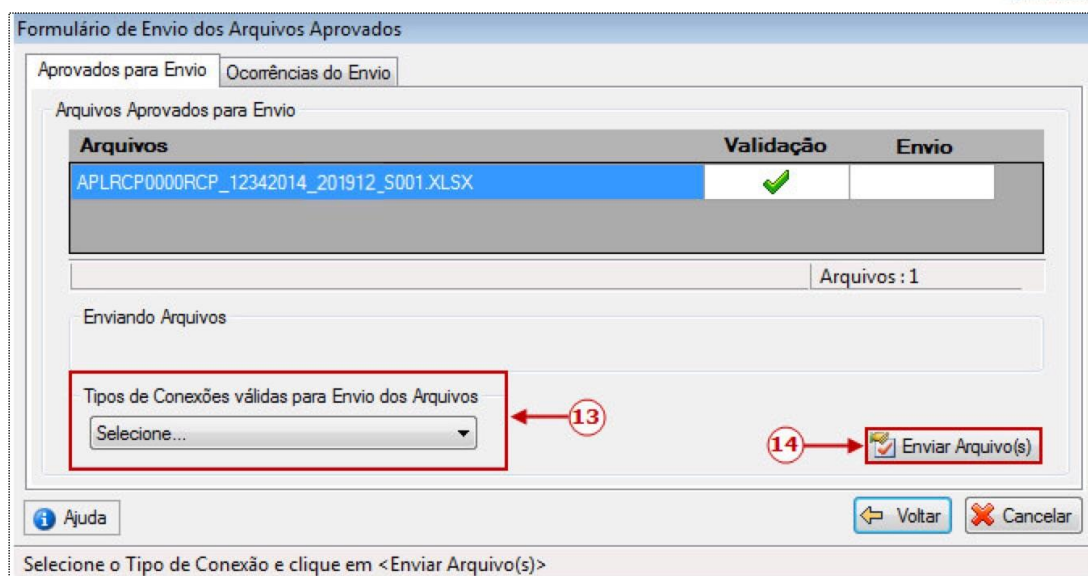 Formulário de Envio dos Arquivos Aprovados
Aprovados para Envio Ocorrências do Envio
Arquivos Aprovados para Envio
Arquivos Validação Envio
APLRCP0000RCP_12342014_201912_S001.XLSX
Arquivos : 1
Enviando Arquivos
Tipos de Conexões válidas para Envio dos Arquivos
Selecione...
13
14 Enviar Arquivo(s)
Ajuda Voltar Cancelar
Selecione o Tipo de Conexão e clique em <Enviar Arquivo(s)>